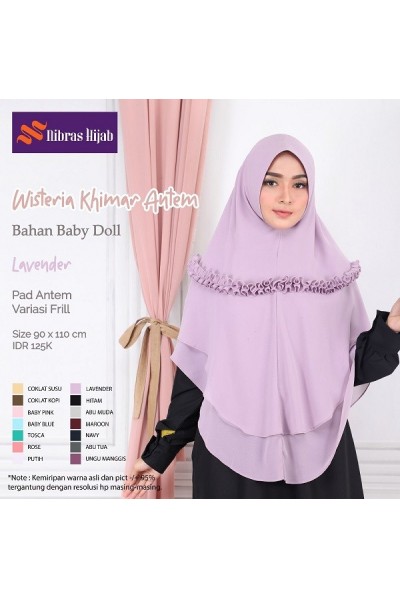 Nibras Hijab
Wisteria Khimar Antem
Bahan Baby Doll
Lavender
Pad Antem
Variasi Frill
Size 90 x 110 cm
IDR 125K
COKLAT SUSU
LAVENDER
COKLAT KOPI
HITAM
BABY PINK
ABU MUDA
BABY BLUE
MAROON
TOSCA
NAVY
ROSE
ABU TUA
PUTIH
UNGU MANGGIS
*Note : Kemiripan warna asli dan pict +/- 95%
tergantung dengan resolusi hp masing-masing.